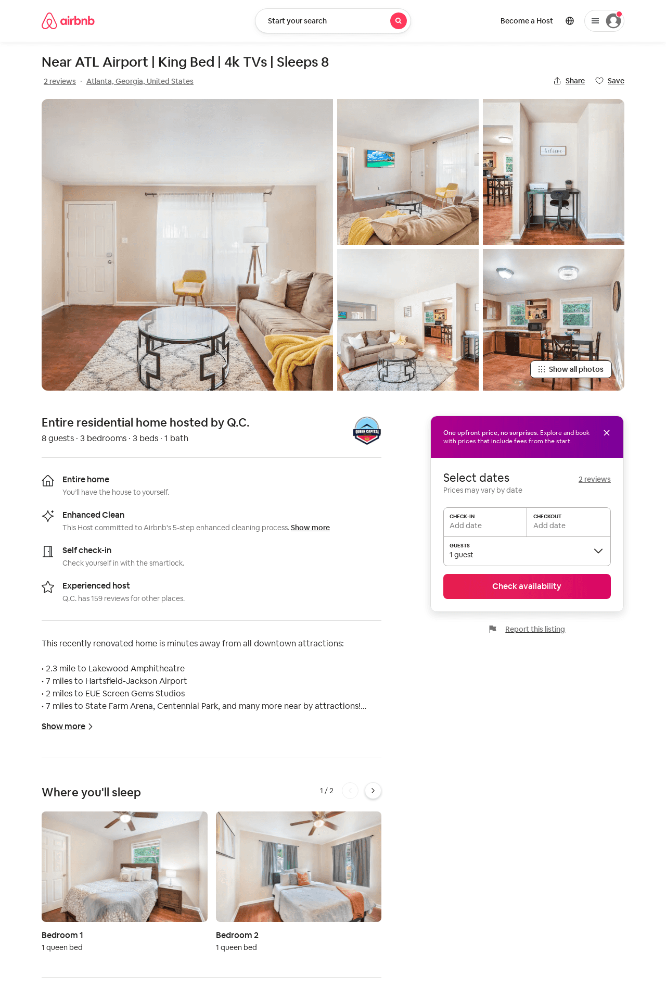 airbnb
Start your search
Become a Host
Near ATL Airport | King Bed | 4k TVs | Sleeps 8
2 reviews · Atlanta, Georgia, United States
Share
Save
believe
Show all photos
Entire residential home hosted by Q.C.
8 guests · 3 bedrooms · 3 beds · 1 bath
QUEEN CAPITAL
Entire home
You’ll have the house to yourself.
Enhanced Clean
This Host committed to Airbnb's 5-step enhanced cleaning process. Show more
Self check-in
Check yourself in with the smartlock.
Experienced host
Q.C. has 159 reviews for other places.
One upfront price, no surprises. Explore and book
with prices that include fees from the start.
Select dates
2 reviews
Prices may vary by date
CHECK-IN
Add date
CHECKOUT
Add date
GUESTS
1 guest
Check availability
Report this listing
This recently renovated home is minutes away from all downtown attractions:
• 2.3 mile to Lakewood Amphitheatre
• 7 miles to Hartsfield-Jackson Airport
• 2 miles to EUE Screen Gems Studios
• 7 miles to State Farm Arena, Centennial Park, and many more near by attractions!...
Show more
Where you'll sleep
1 / 2
Bedroom 1
1 queen bed
Bedroom 2
1 queen bed